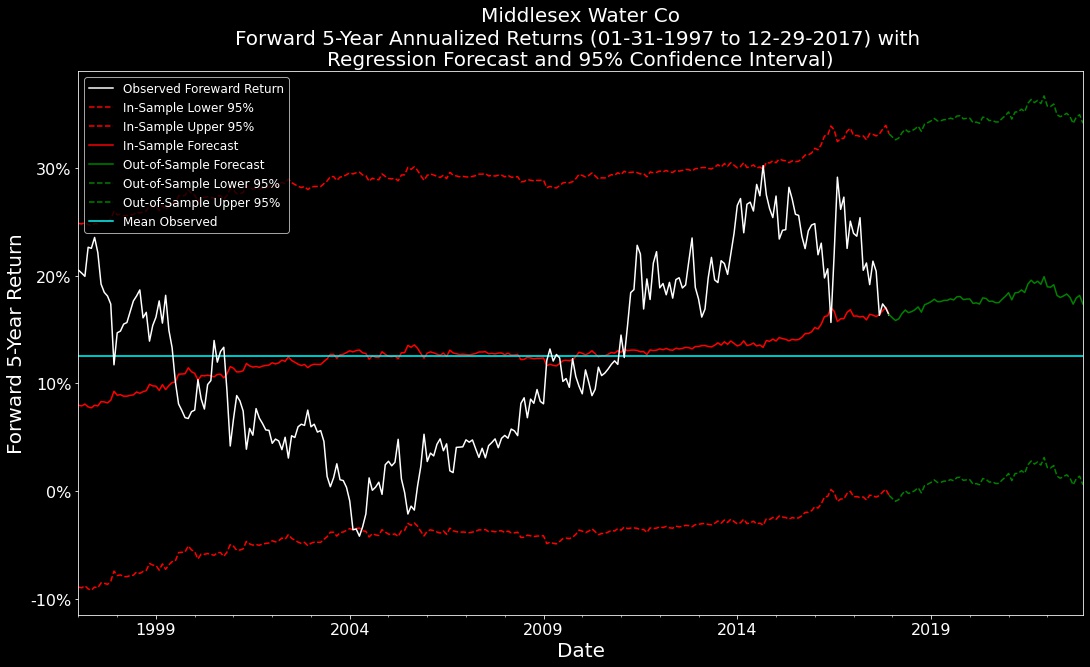 Middlesex Water Co
Forward 5-Year Annualized Returns (01-31-1997 to 12-29-2017) with
Regression Forecast and 95% Confidence Interval)
Observed Foreward Return
In-Sample Lower 95%
In-Sample Upper 95%
In-Sample Forecast
Out-of-Sample Forecast
Out-of-Sample Lower 95%
Out-of-Sample Upper 95%
Mean Observed
Forward 5-Year Return
30%
20%
10%
0%
-10%
1999
2004
2009
2014
2019
Date